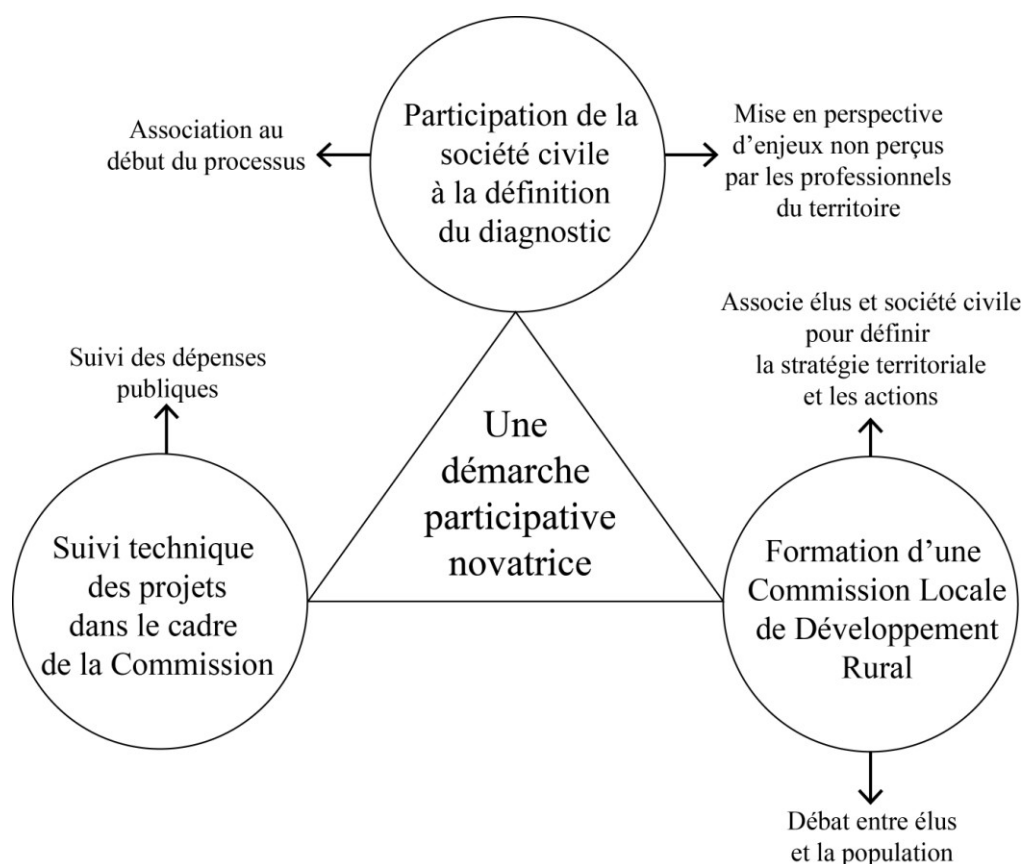 Participation de la
société civile
à la définition
du diagnostic
Association au
début du processus
Mise en perspective
d’enjeux non perçus
par les professionnels
du territoire
Associe élus et société civile
pour définir
la stratégie territoriale
et les actions
Suivi des dépenses
publiques
Une
démarche
participative
novatrice
Suivi technique
des projets
dans le cadre
de la Commission
Formation d’une
Commission Locale
de Développement
Rural
Débat entre élus
et la population